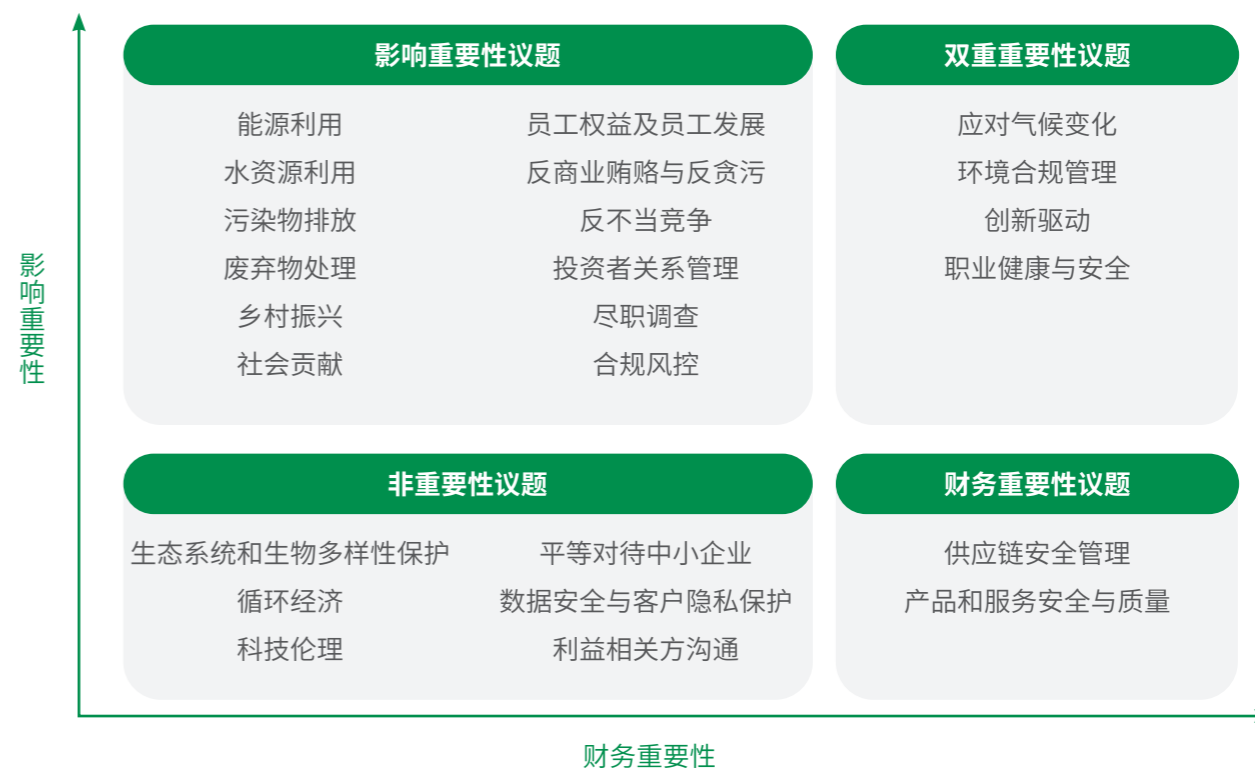 影响重要性
影响重要性议题
能源利用
员工权益及员工发展
水资源利用
反商业贿赂与反贪污
污染物排放
反不当竞争
废弃物处理
投资者关系管理
乡村振兴
尽职调查
社会贡献
合规风控
双重重要性议题
应对气候变化
环境合规管理
创新驱动
职业健康与安全
非重要性议题
生态系统和生物多样性保护
平等对待中小企业
循环经济
数据安全与客户隐私保护
科技伦理
利益相关方沟通
财务重要性议题
供应链安全管理
产品和服务安全与质量
财务重要性